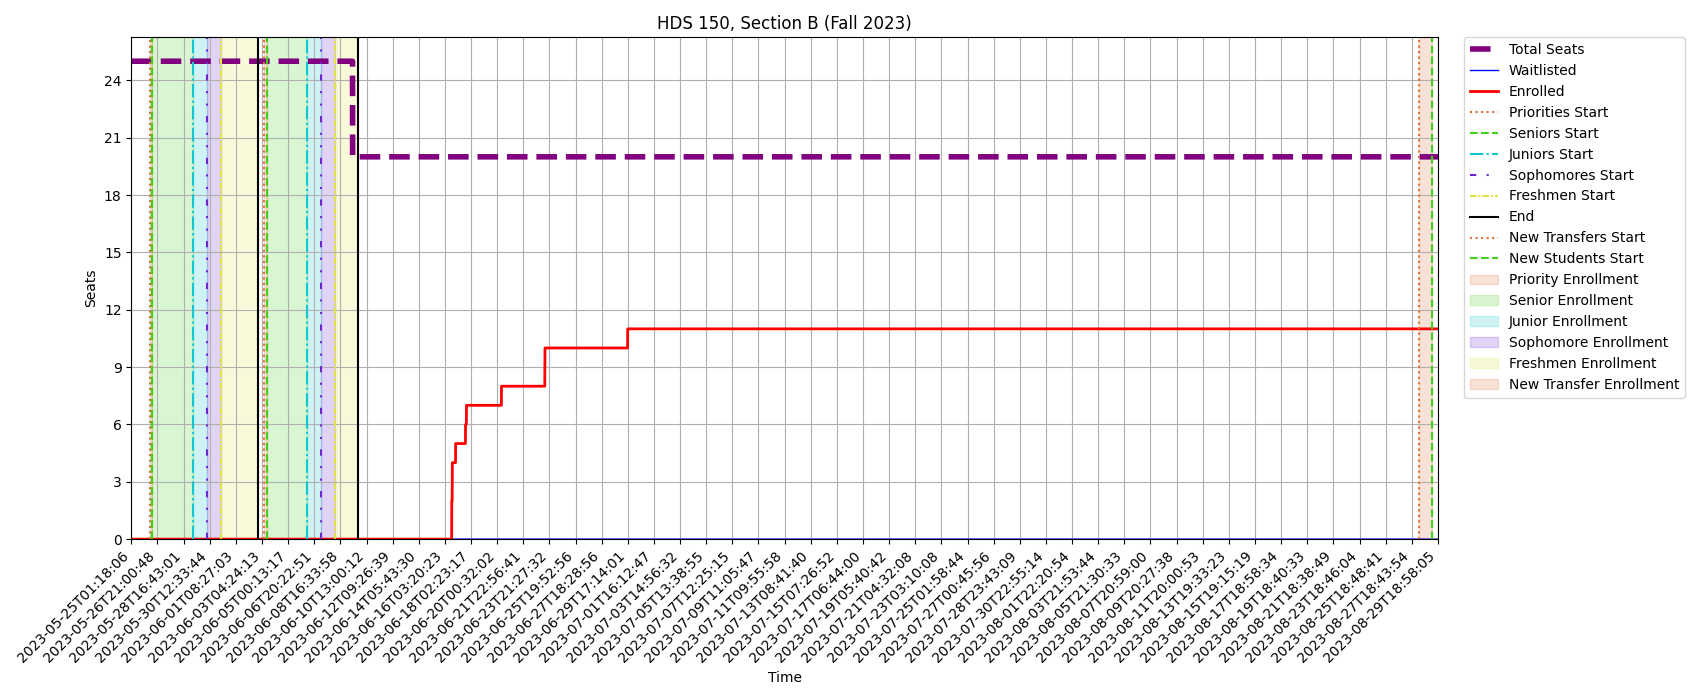 HDS 150, Section B (Fall 2023)
Seats
24
21
18
15
12
9
6
3
0
2023-05-25T01:18:06
2023-05-26T21:00:48
2023-05-28T16:43:01
2023-05-30T12:33:44
2023-06-01T08:27:03
2023-06-03T04:24:13
2023-06-05T00:13:17
2023-06-06T20:22:51
2023-06-08T16:33:58
2023-06-10T13:00:12
2023-06-12T09:26:39
2023-06-14T05:43:30
2023-06-16T03:20:23
2023-06-18T02:23:17
2023-06-20T00:32:02
2023-06-21T22:56:41
2023-06-23T21:27:32
2023-06-25T19:52:56
2023-06-27T18:28:56
2023-06-29T17:14:01
2023-07-01T16:12:47
2023-07-03T14:56:32
2023-07-05T13:38:55
2023-07-07T12:25:15
2023-07-09T11:05:47
2023-07-11T09:55:58
2023-07-13T08:41:40
2023-07-15T07:26:52
2023-07-17T06:44:00
2023-07-19T05:40:42
2023-07-21T04:32:08
2023-07-23T03:10:08
2023-07-25T01:58:44
2023-07-27T00:45:56
2023-07-28T23:43:09
2023-07-30T22:55:14
2023-08-01T22:20:54
2023-08-03T21:53:44
2023-08-05T21:30:33
2023-08-07T20:59:00
2023-08-09T20:27:38
2023-08-11T20:00:53
2023-08-13T19:33:23
2023-08-15T19:15:19
2023-08-17T18:58:34
2023-08-19T18:40:33
2023-08-21T18:38:49
2023-08-23T18:46:04
2023-08-25T18:48:41
2023-08-27T18:43:54
2023-08-29T18:58:05
Time
Total Seats
Waitlisted
Enrolled
Priorities Start
Seniors Start
Juniors Start
Sophomores Start
Freshmen Start
End
New Transfers Start
New Students Start
Priority Enrollment
Senior Enrollment
Junior Enrollment
Sophomore Enrollment
Freshmen Enrollment
New Transfer Enrollment